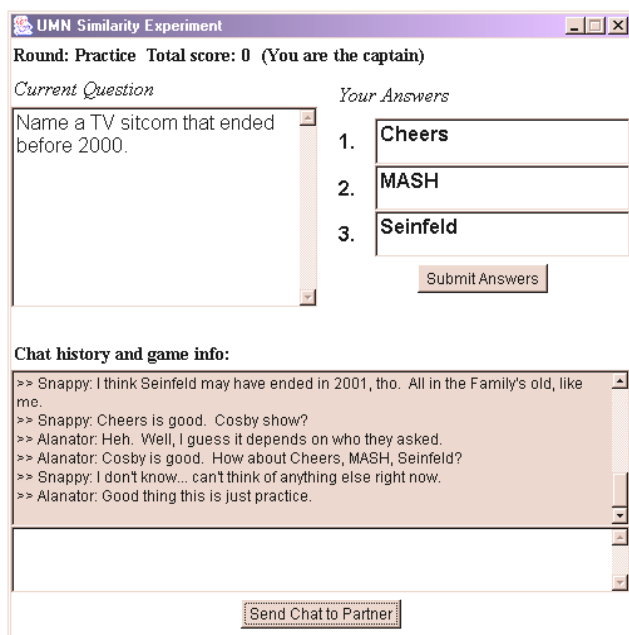 UMN Similarity Experiment
Round: Practice Total score: 0 (You are the captain)
Current Question
Your Answers
Name a TV sitcom that ended
before 2000.
1. Cheers
2. MASH
3. Seinfeld
Submit Answers
Chat history and game info:
>> Snappy: I think Seinfeld may have ended in 2001, tho. All in the Family's old, like
me.
>> Snappy: Cheers is good. Cosby show?
>> Alanator: Heh. Well, I guess it depends on who they asked.
>> Alanator: Cosby is good. How about Cheers, MASH, Seinfeld?
>> Snappy: I don't know... can't think of anything else right now.
>> Alanator: Good thing this is just practice.
Send Chat to Partner